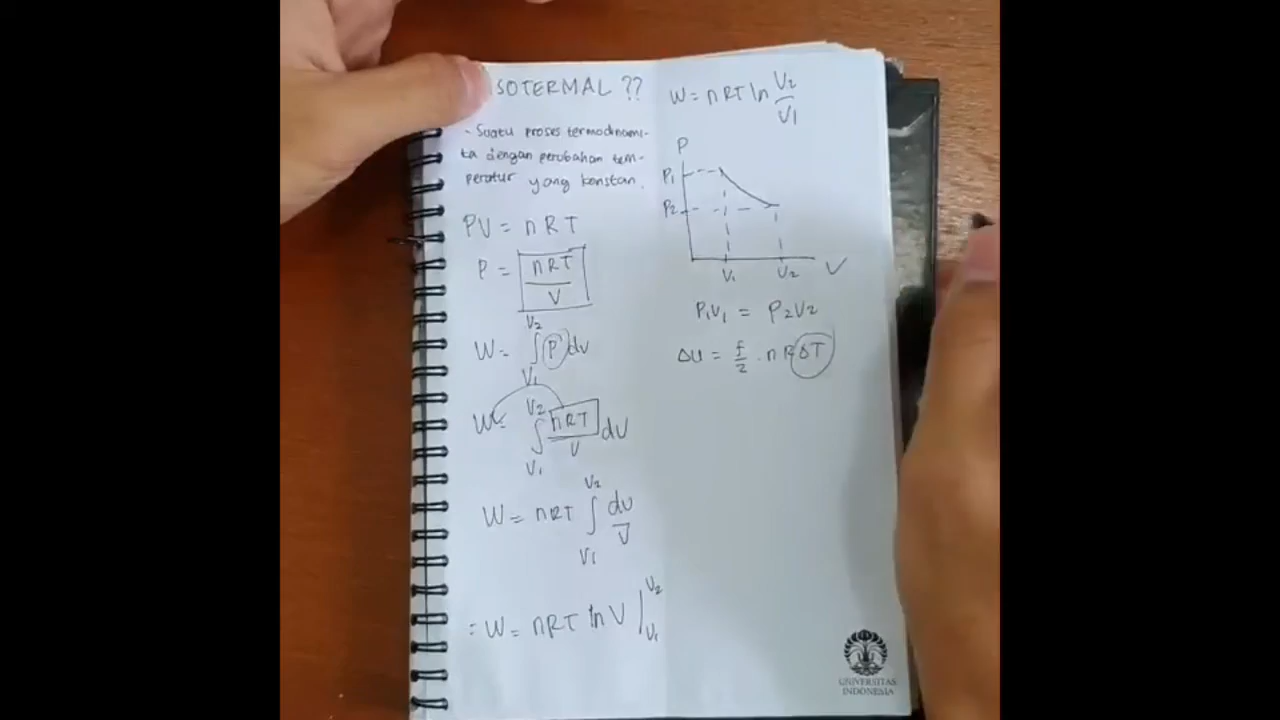 ISOTERMAL ??
- Suatu proses termodinami-
ka dengan perubahan tem-
peratur yang konstan.
PV = nRT
P = nRT/V
W = ∫_{V1}^{V2} P dV
W = ∫_{V1}^{V2} nRT/V dV
W = nRT ∫_{V1}^{V2} dV/V
= W = nRT ln V |_{V1}^{V2}
W = nRT ln V2/V1
P
P1
P2
V1 V2 V
P1V1 = P2V2
ΔU = f/2 . nRΔT
UNIVERSITAS
INDONESIA